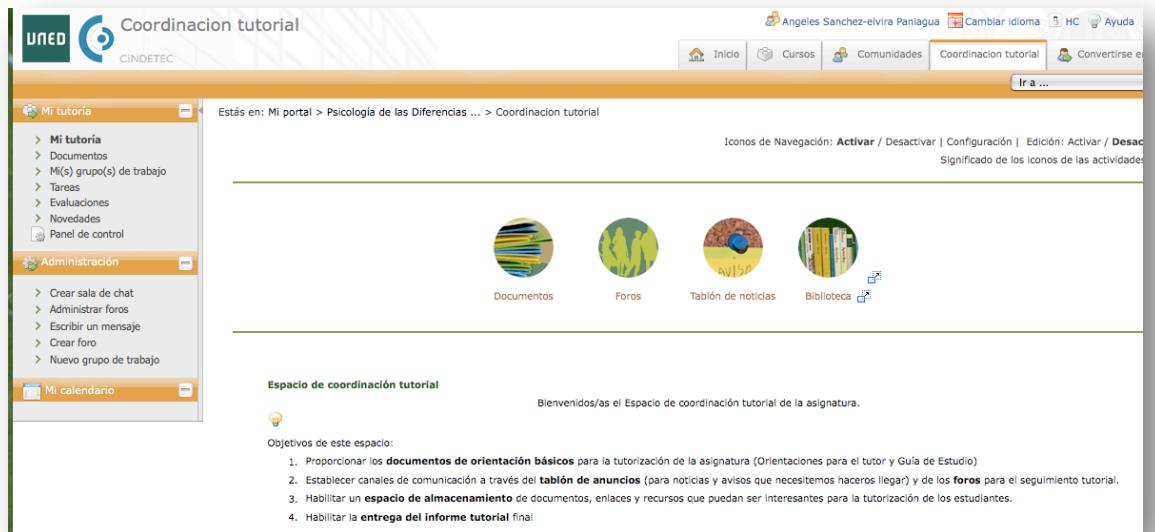 Coordinacion tutorial
UNED
CiNDETEC
Angeles Sanchez-elvira Paniagua Cambiar idioma HC Ayuda
Inicio Cursos Comunidades Coordinacion tutorial Convertirse
Ir a ...
Mi tutoría
Estás en: Mi portal > Psicología de las Diferencias ... > Coordinacion tutorial
Iconos de Navegación: Activar / Desactivar | Configuración | Edición: Activar / Desac
Significado de los iconos de las actividades
> Mi tutoría
> Documentos
> Mi(s) grupo(s) de trabajo
> Tareas
> Evaluaciones
> Novedades
Panel de control
Administración
> Crear sala de chat
> Administrar foros
> Escribir un mensaje
> Crear foro
> Nuevo grupo de trabajo
Mi calendario
AVISO
Documentos Foros Tablón de noticias Biblioteca
Espacio de coordinación tutorial
Bienvenidos/as el Espacio de coordinación tutorial de la asignatura.
Objetivos de este espacio:
1. Proporcionar los documentos de orientación básicos para la tutorización de la asignatura (Orientaciones para el tutor y Guía de Estudio)
2. Establecer canales de comunicación a través del tablón de anuncios (para noticias y avisos que necesitemos haceros llegar) y de los foros para el seguimiento tutorial.
3. Habilitar un espacio de almacenamiento de documentos, enlaces y recursos que puedan ser interesantes para la tutorización de los estudiantes.
4. Habilitar la entrega del informe tutorial final